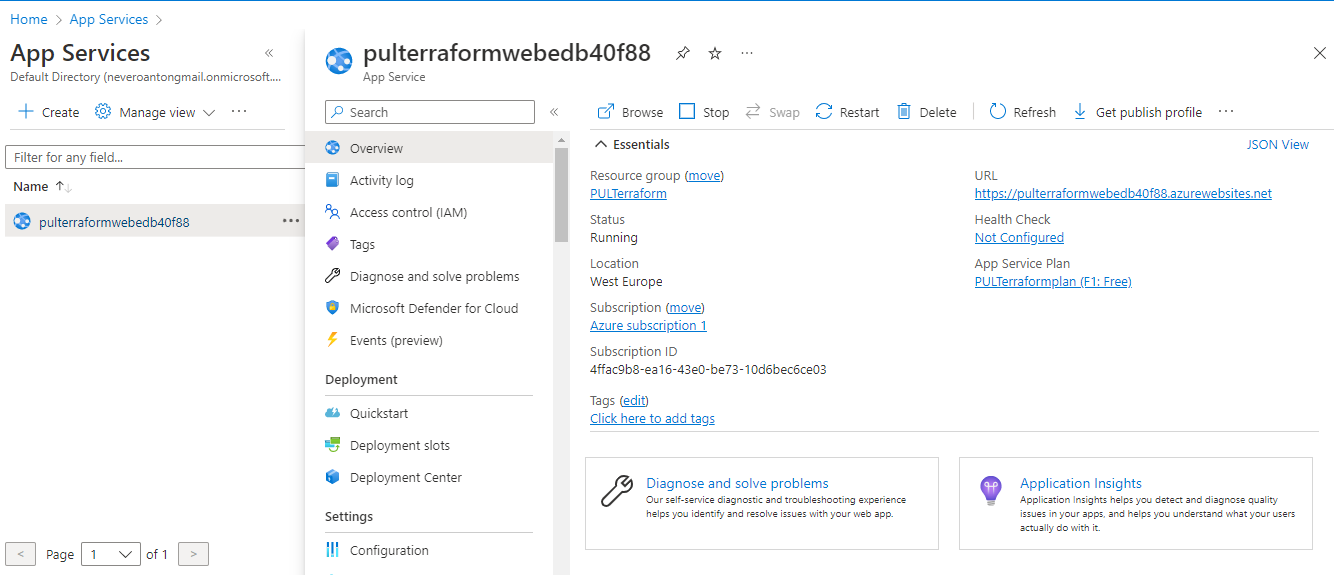 Home > App Services >
App Services «
Default Directory (neveroantongmail.onmicrosoft....
Create Manage view ...
Filter for any field...
Name ↑↓
pulterraformwebedb40f88 ...
< Page 1 of 1 >
pulterraformwebedb40f88 ...
App Service
Search «
Overview
Activity log
Access control (IAM)
Tags
Diagnose and solve problems
Microsoft Defender for Cloud
Events (preview)
Deployment
Quickstart
Deployment slots
Deployment Center
Settings
Configuration
Browse Stop Swap Restart Delete Refresh Get publish profile ...
Essentials JSON View
Resource group (move)
PULTerraform
Status
Running
Location
West Europe
Subscription (move)
Azure subscription 1
Subscription ID
4ffac9b8-ea16-43e0-be73-10d6bec6ce03
Tags (edit)
Click here to add tags
URL
https://pulterraformwebedb40f88.azurewebsites.net
Health Check
Not Configured
App Service Plan
PULTerraformplan (F1: Free)
Diagnose and solve problems
Our self-service diagnostic and troubleshooting experience
helps you identify and resolve issues with your web app.
Application Insights
Application Insights helps you detect and diagnose quality
issues in your apps, and helps you understand what your users
actually do with it.